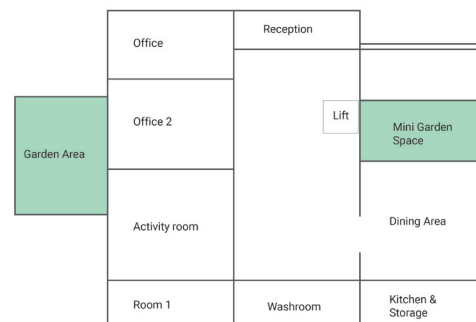 Reception
Office
Lift
Office 2
Mini Garden
Space
Garden Area
Activity room
Dining Area
Room 1
Washroom
Kitchen &
Storage